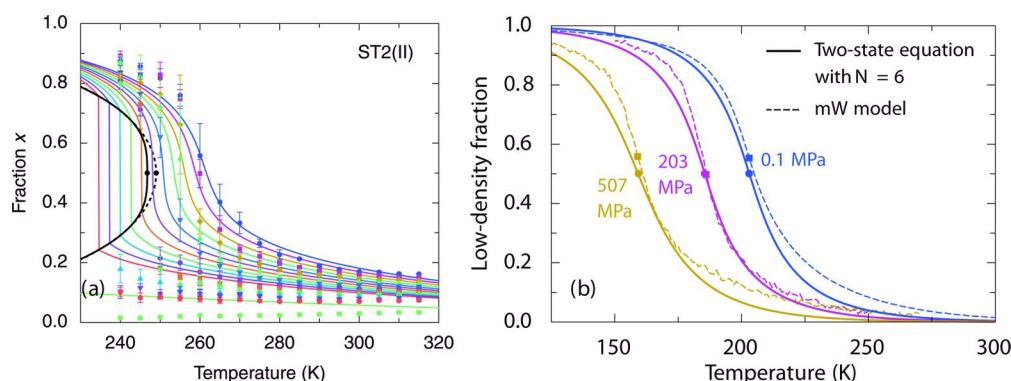 1.0
0.8
0.6
0.4
0.2
0.0
Fraction x
ST2(II)
(a)
240 260 280 300 320
Temperature (K)
1.0
0.8
0.6
0.4
0.2
0.0
Low-density fraction
Two-state equation
with N = 6
mW model
0.1 MPa
203
MPa
507
MPa
(b)
150 200 250 300
Temperature (K)